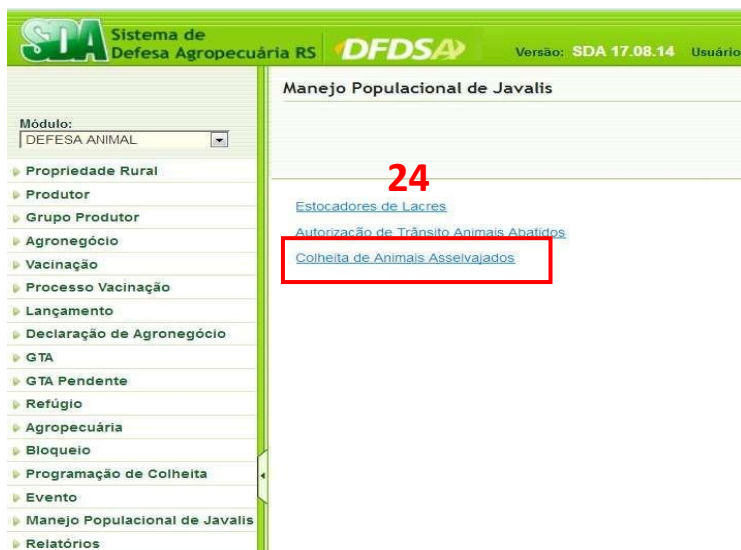 SDA Sistema de Defesa Agropecuária RS DFDSA Versão: SDA 17.08.14 Usuário
Manejo Populacional de Javalis
Módulo:
DEFESA ANIMAL
Propriedade Rural
Produtor
Grupo Produtor
Agronegócio
Vacinação
Processo Vacinação
Lançamento
Declaração de Agronegócio
GTA
GTA Pendente
Refúgio
Agropecuária
Bloqueio
Programação de Colheita
Evento
Manejo Populacional de Javalis
Relatórios
24
Estocadores de Lacres
Autorização de Trânsito Animais Abatidos
Colheita de Animais Asselvajados